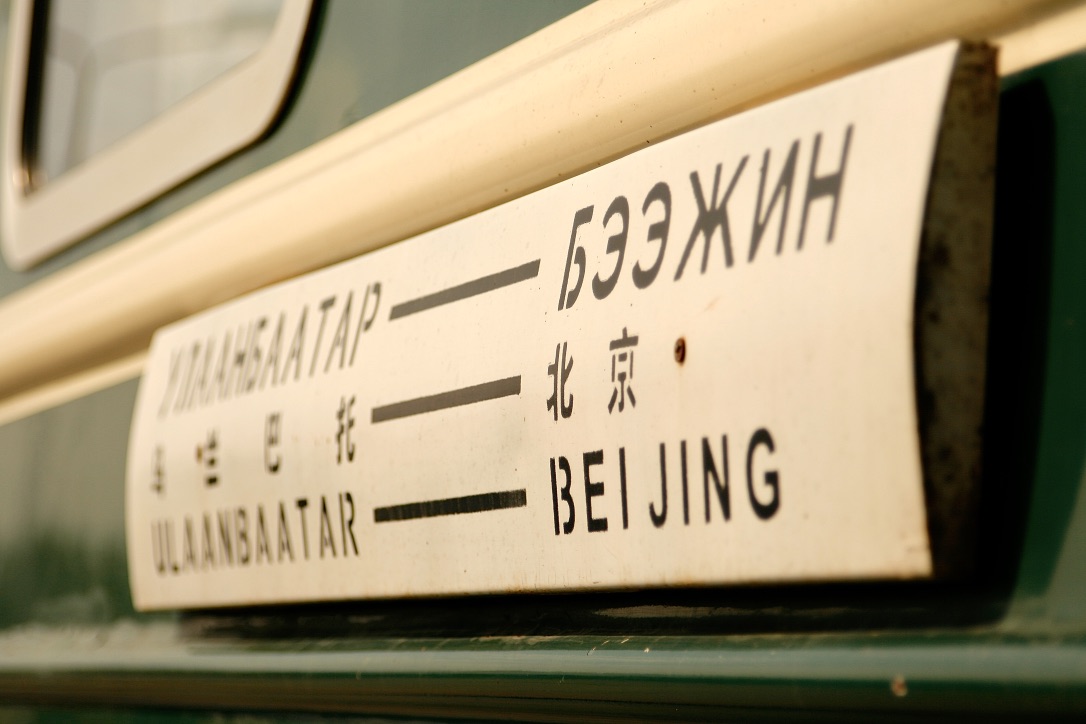 УЛААНБААТАР — БЭЭЖИН
乌兰巴托 — 北京
ULAANBAATAR — BEIJING